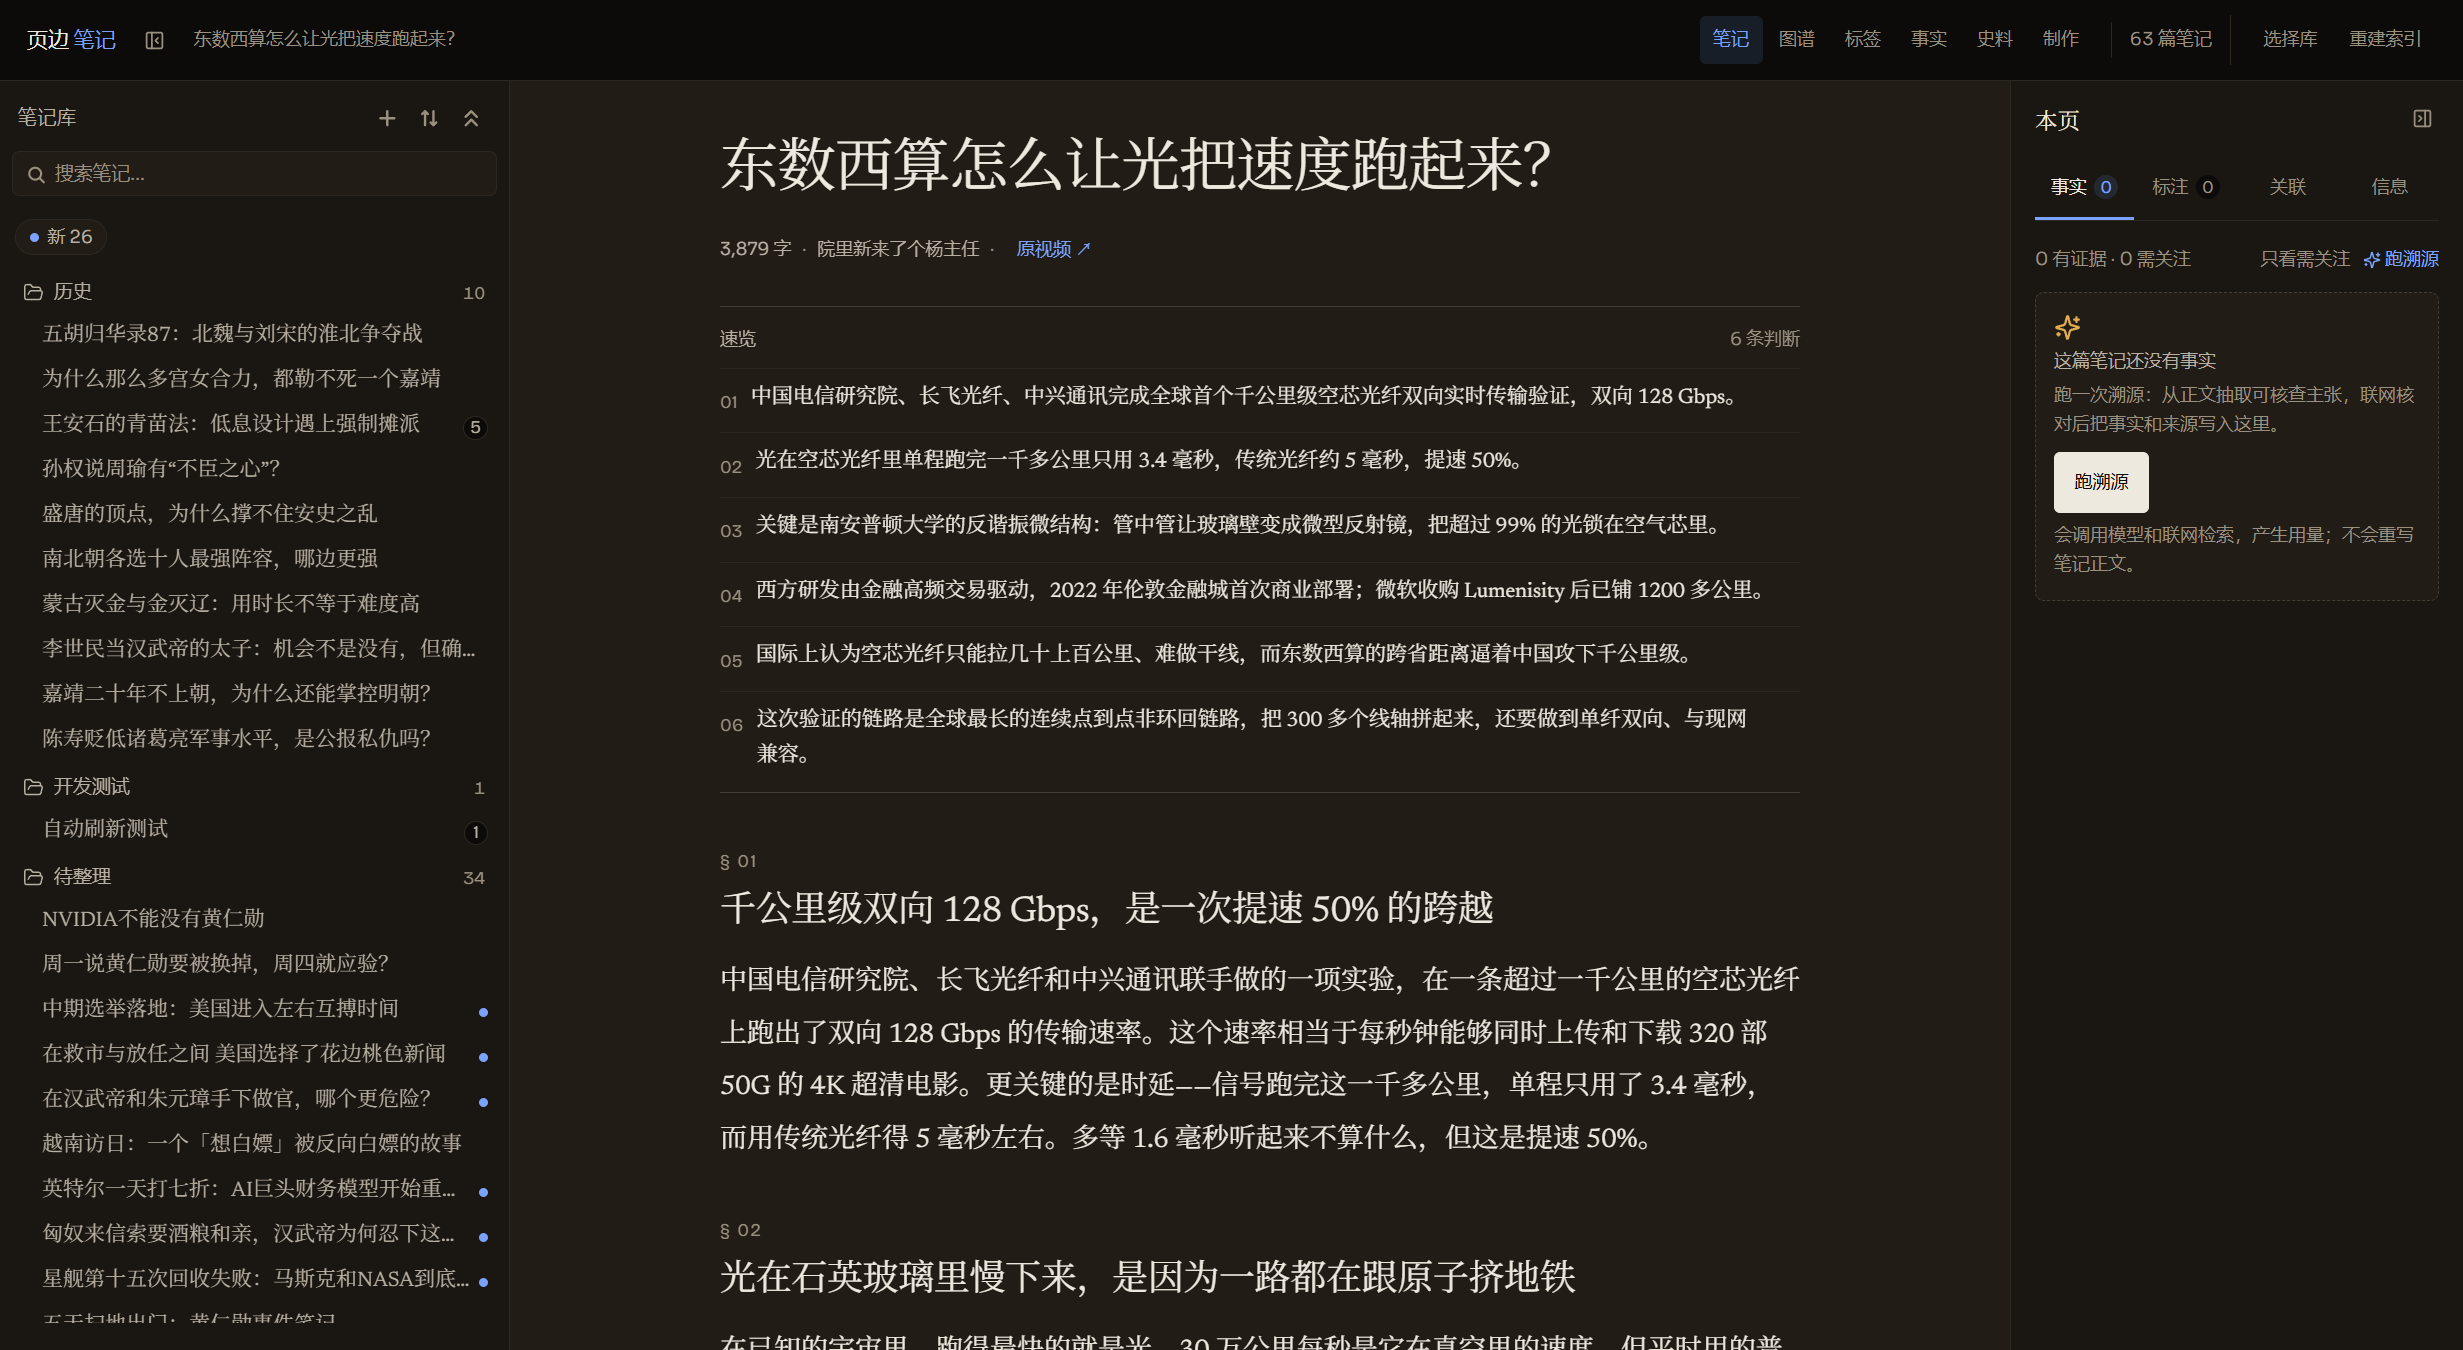 页边 笔记
东数西算怎么让光把速度跑起来？
笔记
图谱
标签
事实
史料
制作
63 篇笔记
选择库
重建索引
笔记库
搜索笔记...
新 26
历史 10
五胡归华录87：北魏与刘宋的淮北争夺战
为什么那么多宫女合力，都勒不死一个嘉靖
王安石的青苗法：低息设计遇上强制摊派 5
孙权说周瑜有“不臣之心”？
盛唐的顶点，为什么撑不住安史之乱
南北朝各选十人最强阵容，哪边更强
蒙古灭金与金灭辽：用时长不等于难度高
李世民当汉武帝的太子：机会不是没有，但确...
嘉靖二十年不上朝，为什么还能掌控明朝？
陈寿贬低诸葛亮军事水平，是公报私仇吗？
开发测试 1
自动刷新测试 1
待整理 34
NVIDIA不能没有黄仁勋
周一说黄仁勋要被换掉，周四就应验？
中期选举落地：美国进入左右互搏时间
在救市与放任之间 美国选择了花边桃色新闻
在汉武帝和朱元璋手下做官，哪个更危险？
越南访日：一个「想白嫖」被反向白嫖的故事
英特尔一天打七折：AI巨头财务模型开始重...
匈奴来信索要酒粮和亲，汉武帝为何忍下这...
星舰第十五次回收失败：马斯克和NASA到底...
五天扫地出门：黄仁勋事件笔记
东数西算怎么让光把速度跑起来？
3,879 字 · 院里新来了个杨主任 · 原视频 ↗
速览 6 条判断
01 中国电信研究院、长飞光纤、中兴通讯完成全球首个千公里级空芯光纤双向实时传输验证，双向 128 Gbps。
02 光在空芯光纤里单程跑完一千多公里只用 3.4 毫秒，传统光纤约 5 毫秒，提速 50%。
03 关键是南安普顿大学的反谐振微结构：管中管让玻璃壁变成微型反射镜，把超过 99% 的光锁在空气芯里。
04 西方研发由金融高频交易驱动，2022 年伦敦金融城首次商业部署；微软收购 Lumenisity 后已铺 1200 多公里。
05 国际上认为空芯光纤只能拉几十上百公里、难做干线，而东数西算的跨省距离逼着中国攻下千公里级。
06 这次验证的链路是全球最长的连续点到点非环回链路，把 300 多个线轴拼起来，还要做到单纤双向、与现网
兼容。
§ 01
千公里级双向 128 Gbps，是一次提速 50% 的跨越
中国电信研究院、长飞光纤和中兴通讯联手做的一项实验，在一条超过一千公里的空芯光纤
上跑出了双向 128 Gbps 的传输速率。这个速率相当于每秒钟能够同时上传和下载 320 部
50G 的 4K 超清电影。更关键的是时延——信号跑完这一千多公里，单程只用了 3.4 毫秒，
而用传统光纤得 5 毫秒左右。多等 1.6 毫秒听起来不算什么，但这是提速 50%。
§ 02
光在石英玻璃里慢下来，是因为一路都在跟原子挤地铁
在已知的宇宙里，跑得最快的就是光，30 万公里每秒是它在真空里的速度。但平时用的普
本页
事实 0
标注 0
关联
信息
0 有证据 · 0 需关注
只看需关注
跑溯源
这篇笔记还没有事实
跑一次溯源：从正文抽取可核查主张，联网核
对后把事实和来源写入这里。
跑溯源
会调用模型和联网检索，产生用量；不会重写
笔记正文。